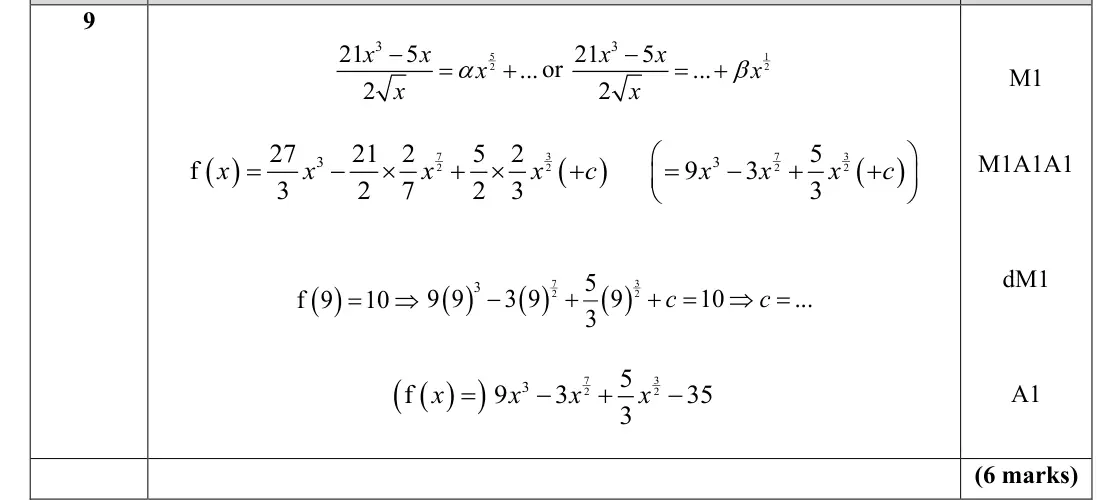 9
(21x³ − 5x)/(2√x) = αx^(5/2) + ... or (21x³ − 5x)/(2√x) = ... + βx^(1/2) M1
f(x) = 27/3 x³ − 21/2 × 2/7 x^(7/2) + 5/2 × 2/3 x^(3/2) (+c) (= 9x³ − 3x^(7/2) + 5/3 x^(3/2) (+c)) M1A1A1
f(9) = 10 ⇒ 9(9)³ − 3(9)^(7/2) + 5/3 (9)^(3/2) + c = 10 ⇒ c = ... dM1
(f(x) =) 9x³ − 3x^(7/2) + 5/3 x^(3/2) − 35 A1
(6 marks)